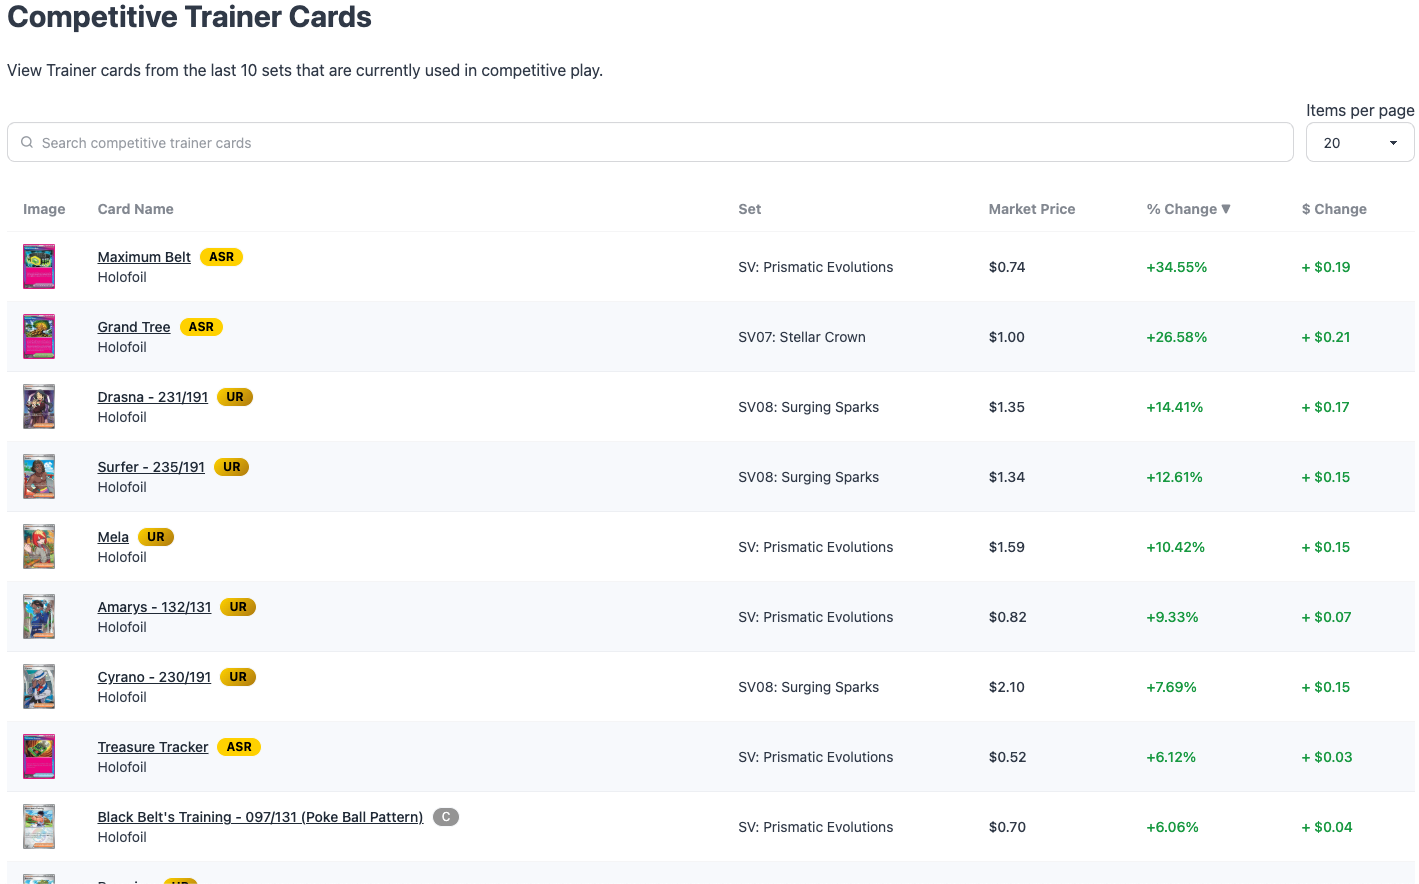 Competitive Trainer Cards
View Trainer cards from the last 10 sets that are currently used in competitive play.
Items per page
Search competitive trainer cards
20
Image Card Name Set Market Price % Change ▼ $ Change
Maximum Belt ASR
Holofoil
SV: Prismatic Evolutions $0.74 +34.55% + $0.19
Grand Tree ASR
Holofoil
SV07: Stellar Crown $1.00 +26.58% + $0.21
Drasna - 231/191 UR
Holofoil
SV08: Surging Sparks $1.35 +14.41% + $0.17
Surfer - 235/191 UR
Holofoil
SV08: Surging Sparks $1.34 +12.61% + $0.15
Mela UR
Holofoil
SV: Prismatic Evolutions $1.59 +10.42% + $0.15
Amarys - 132/131 UR
Holofoil
SV: Prismatic Evolutions $0.82 +9.33% + $0.07
Cyrano - 230/191 UR
Holofoil
SV08: Surging Sparks $2.10 +7.69% + $0.15
Treasure Tracker ASR
Holofoil
SV: Prismatic Evolutions $0.52 +6.12% + $0.03
Black Belt's Training - 097/131 (Poke Ball Pattern) C
Holofoil
SV: Prismatic Evolutions $0.70 +6.06% + $0.04